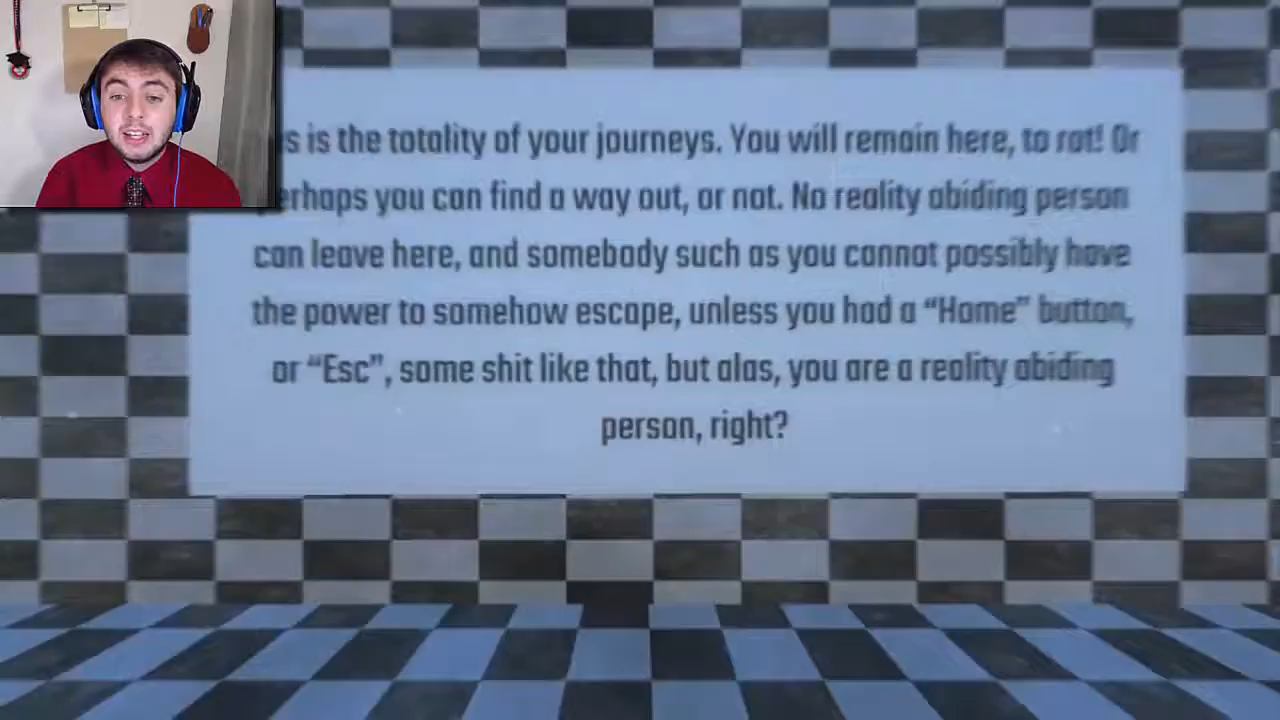 is the totality of your journeys. You will remain here, to rot! Or
perhaps you can find a way out, or not. No reality abiding person
can leave here, and somebody such as you cannot possibly have
the power to somehow escape, unless you had a “Home” button,
or “Esc”, some shit like that, but alas, you are a reality abiding
person, right?